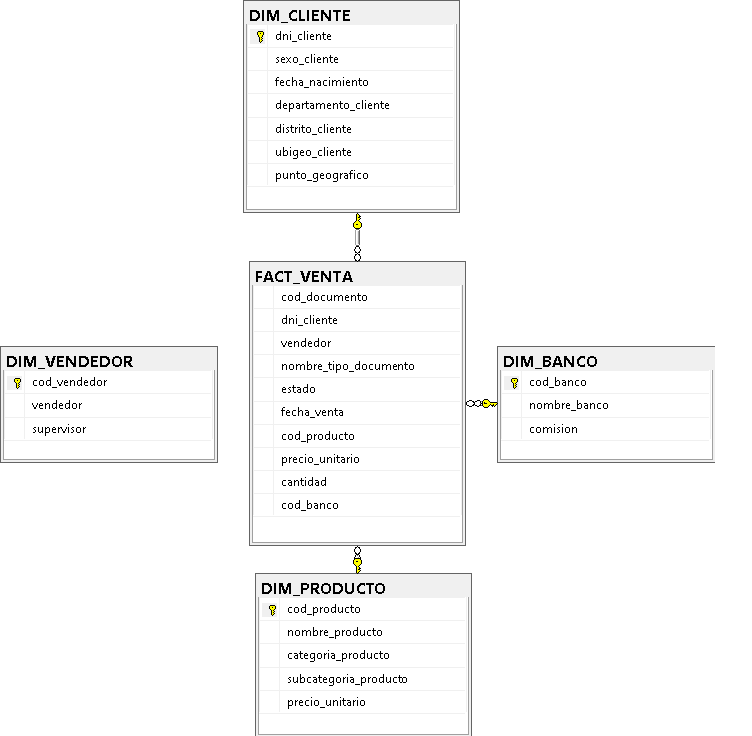 DIM_CLIENTE
dni_cliente
sexo_cliente
fecha_nacimiento
departamento_cliente
distrito_cliente
ubigeo_cliente
punto_geografico
FACT_VENTA
cod_documento
dni_cliente
vendedor
nombre_tipo_documento
estado
fecha_venta
cod_producto
precio_unitario
cantidad
cod_banco
DIM_VENDEDOR
cod_vendedor
vendedor
supervisor
DIM_BANCO
cod_banco
nombre_banco
comision
DIM_PRODUCTO
cod_producto
nombre_producto
categoria_producto
subcategoria_producto
precio_unitario